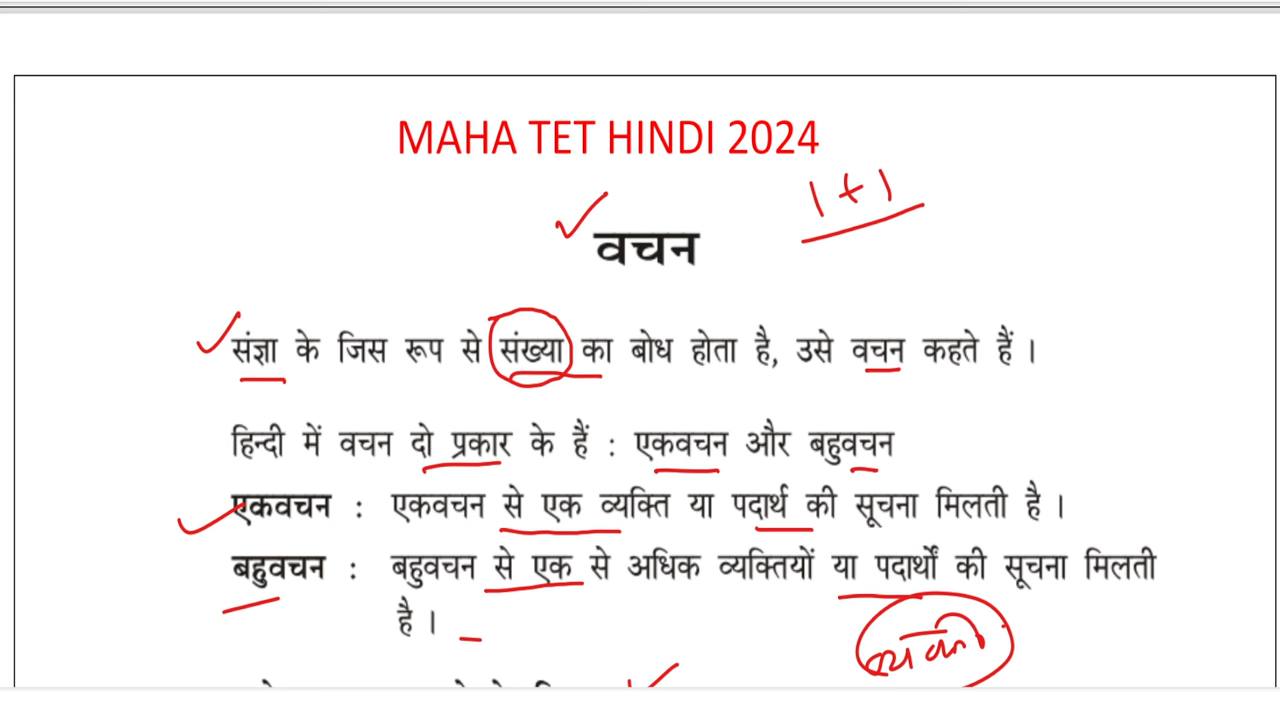 MAHA TET HINDI 2024
1+1
वचन
संज्ञा के जिस रूप से संख्या का बोध होता है, उसे वचन कहते हैं ।
हिन्दी में वचन दो प्रकार के हैं : एकवचन और बहुवचन
एकवचन : एकवचन से एक व्यक्ति या पदार्थ की सूचना मिलती है ।
बहुवचन : बहुवचन से एक से अधिक व्यक्तियों या पदार्थों की सूचना मिलती
है ।